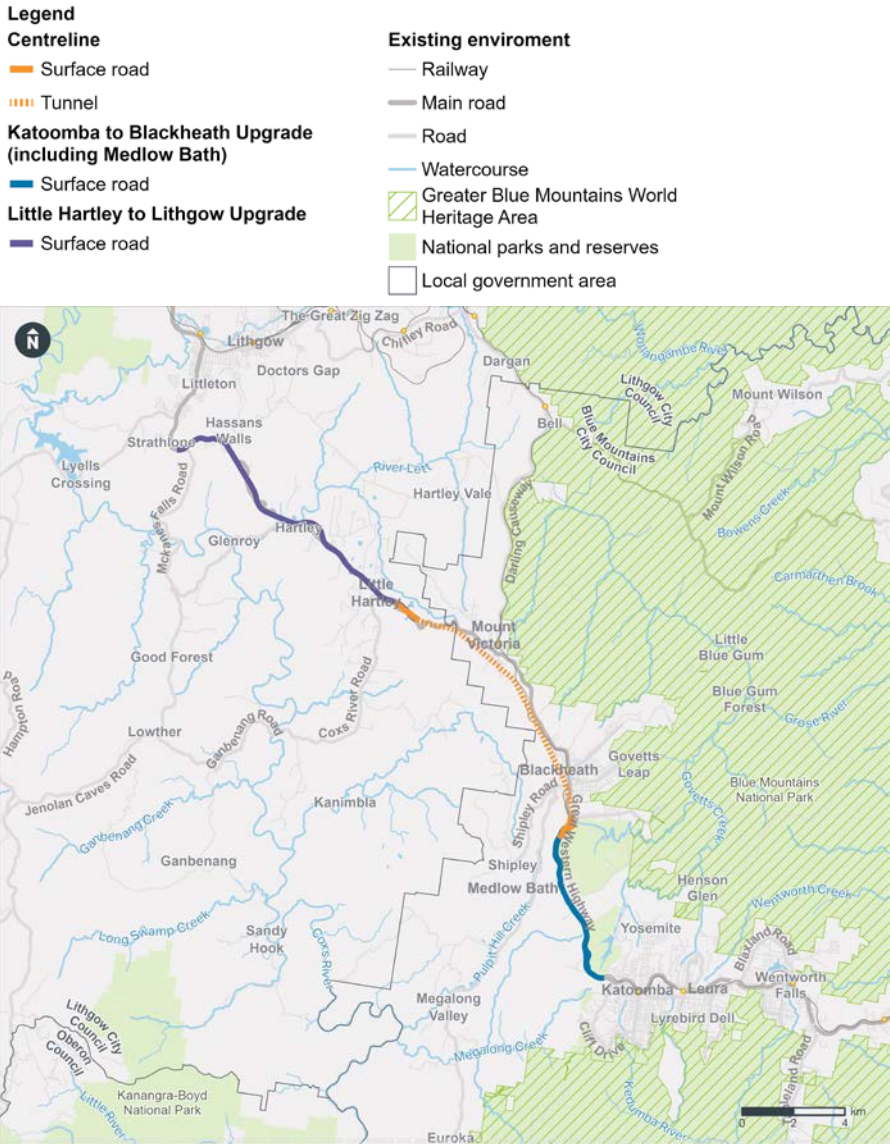 Legend
Centreline
Surface road
Tunnel
Katoomba to Blackheath Upgrade
(including Medlow Bath)
Surface road
Little Hartley to Lithgow Upgrade
Surface road
Existing enviroment
Railway
Main road
Road
Watercourse
Greater Blue Mountains World
Heritage Area
National parks and reserves
Local government area
N
The Great Zig Zag
Chifley Road
Lithgow
Doctors Gap
Littleton
Dargan
Wollangambe River
Lithgow City
Council
Blue Mountains
City Council
Mount Wilson
Mount Wilson Road
Bell
Hassans
Walls
Strathlone
Lyells
Crossing
River Lett
Hartley Vale
Mckanes Falls Road
Hartley
Glenroy
Darling Causeway
Bowens Creek
Carmarthen Brook
Little
Hartley
Mount
Victoria
Little
Blue Gum
Blue Gum
Forest
Grose River
Good Forest
Hampton Road
Lowther
Ganbenang Road
Coxs River Road
Jenolan Caves Road
Blackheath
Govetts
Leap
Govetts Creek
Blue Mountains
National Park
Kanimbla
Ganbenang Creek
Shipley Road
Great Western Highway
Ganbenang
Shipley
Medlow Bath
Henson
Glen
Wentworth Creek
Long Swamp Creek
Sandy
Hook
Coxs River
Pulpit Hill Creek
Yosemite
Blaxland Road
Katoomba
Leura
Wentworth
Falls
Megalong
Valley
Lyrebird Dell
Cliff Drive
Megalong Creek
Lithgow City
Council
Oberon
Council
Kanangra-Boyd
National Park
Little River
Kedumba River
Tableland Road
Euroka
0 2 4 km